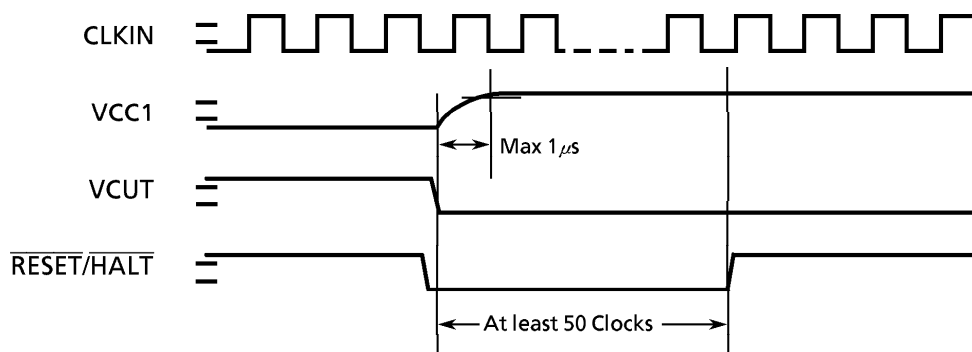 CLKIN
VCC1
Max 1μs
VCUT
RESET/HALT
At least 50 Clocks